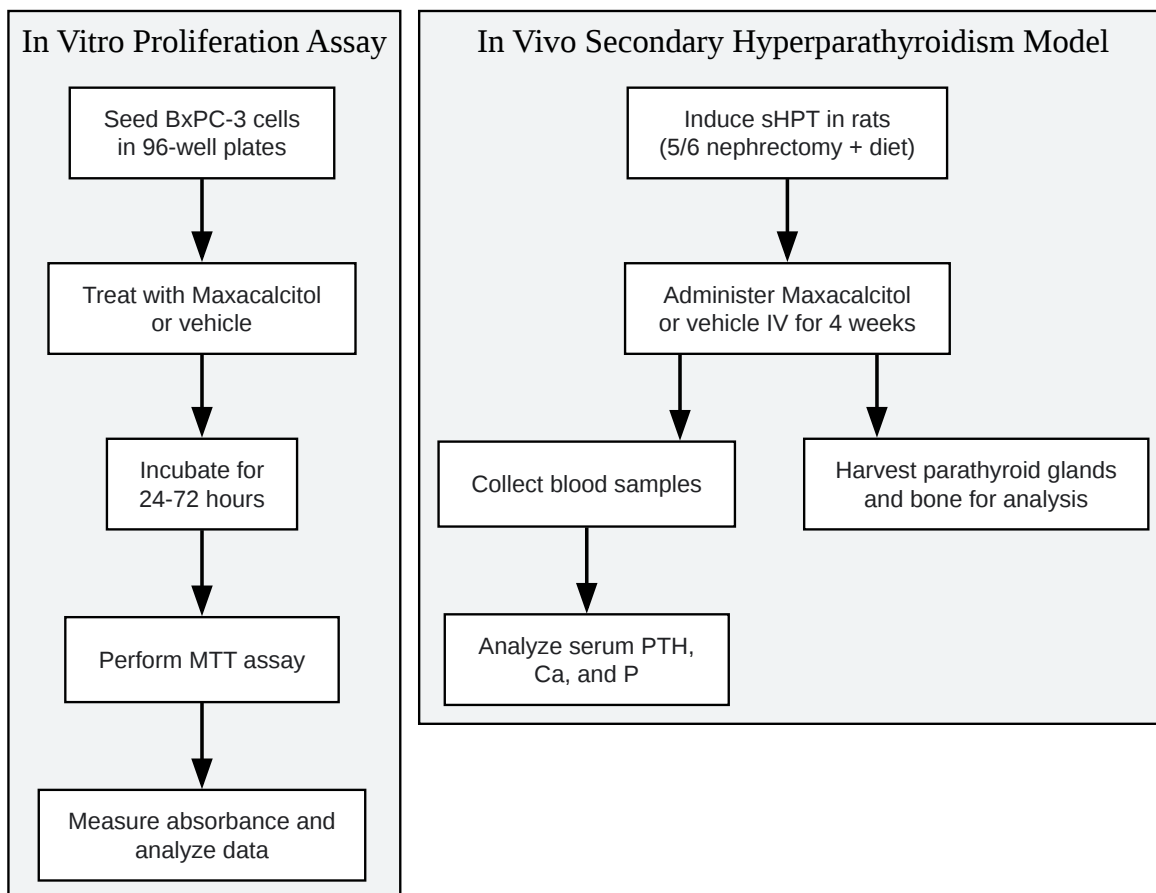 In Vitro Proliferation Assay
Seed BxPC-3 cells
in 96-well plates
Treat with Maxacalcitol
or vehicle
Incubate for
24-72 hours
Perform MTT assay
Measure absorbance and
analyze data
In Vivo Secondary Hyperparathyroidism Model
Induce sHPT in rats
(5/6 nephrectomy + diet)
Administer Maxacalcitol
or vehicle IV for 4 weeks
Collect blood samples
Harvest parathyroid glands
and bone for analysis
Analyze serum PTH,
Ca, and P